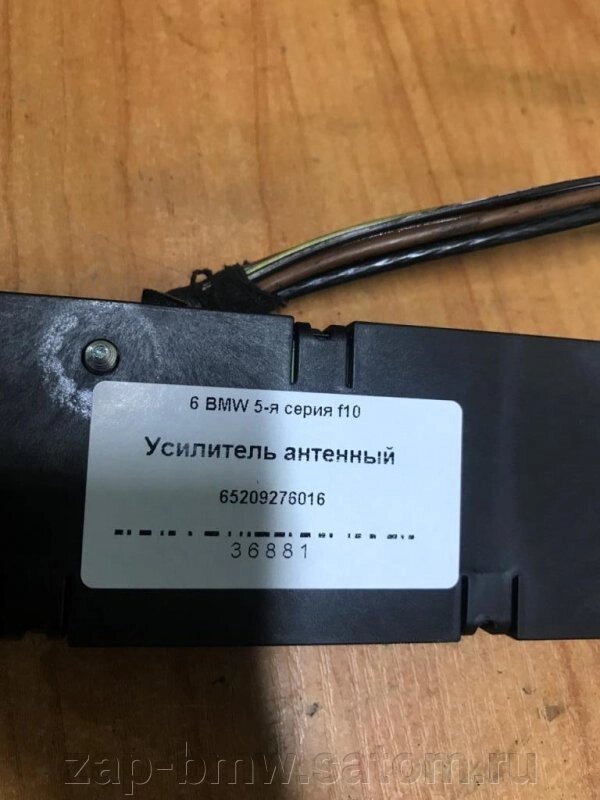 6 BMW 5-я серия f10
Усилитель антенный
65209276016
36881
zap-bmw.satom.ru